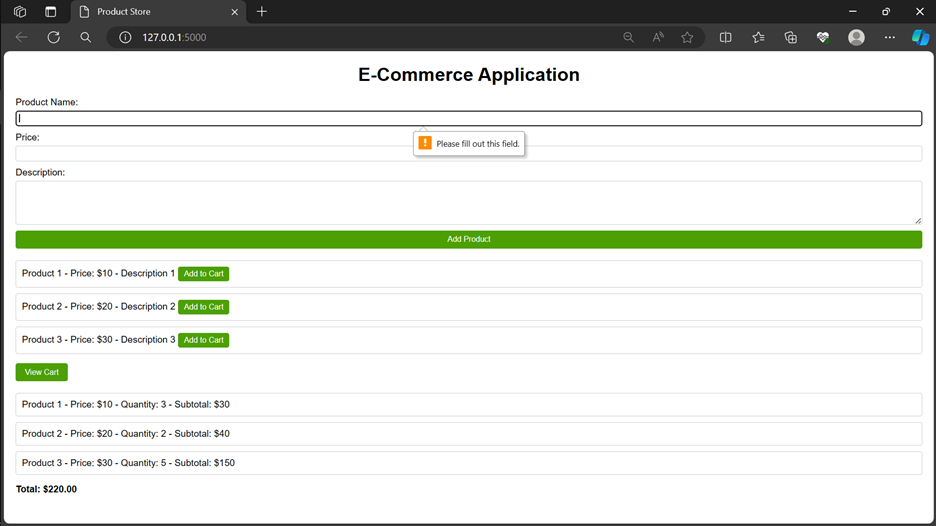 Product Store
127.0.0.1:5000
E-Commerce Application
Product Name:
Please fill out this field.
Price:
Description:
Add Product
Product 1 - Price: $10 - Description 1 Add to Cart
Product 2 - Price: $20 - Description 2 Add to Cart
Product 3 - Price: $30 - Description 3 Add to Cart
View Cart
Product 1 - Price: $10 - Quantity: 3 - Subtotal: $30
Product 2 - Price: $20 - Quantity: 2 - Subtotal: $40
Product 3 - Price: $30 - Quantity: 5 - Subtotal: $150
Total: $220.00